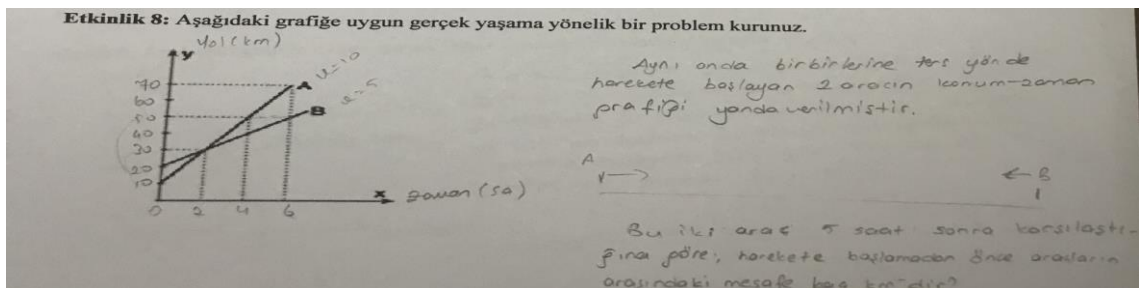 Etkinlik 8: Aşağıdaki grafiğe uygun gerçek yaşama yönelik bir problem kurunuz.
Yol (km)
y
70
60
50
40
30
20
10
0
2
4
6
A
v=10
v=5
B
x
zaman (sa)
Aynı anda birbirlerine ters yönde
harekete başlayan 2 aracın konum-zaman
grafiği yanda verilmiştir.
A
V →
← B
Bu iki araç 5 saat sonra karşılaştı-
ğına göre, harekete başlamadan önce araçların
arasındaki mesafe kaç km'dir?